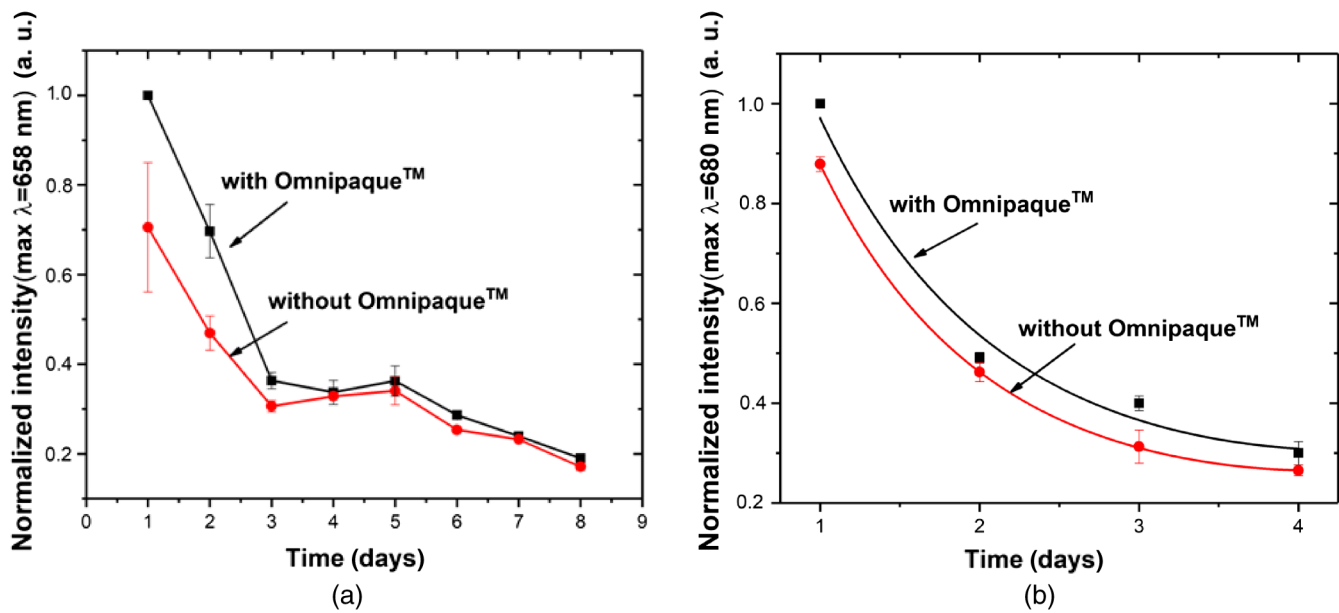 Normalized intensity(max λ=658 nm) (a. u.)
1.0
0.8
0.6
0.4
0.2
with Omnipaque™
without Omnipaque™
0 1 2 3 4 5 6 7 8 9
Time (days)
(a)
Normalized intensity(max λ=680 nm) (a. u.)
1.0
0.8
0.6
0.4
0.2
with Omnipaque™
without Omnipaque™
1 2 3 4
Time (days)
(b)